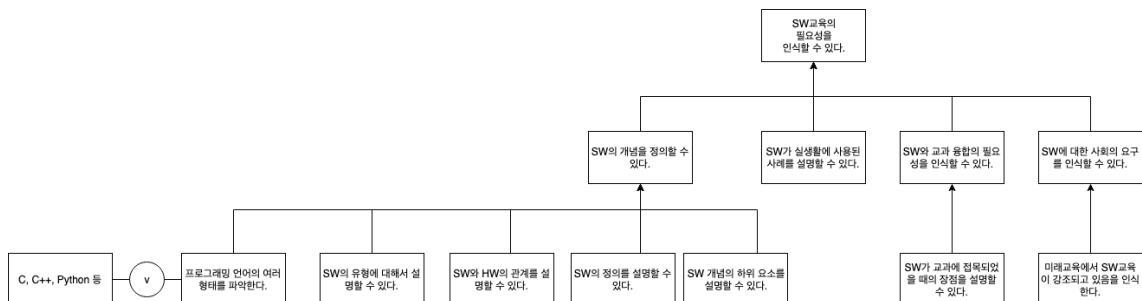 SW교육의
필요성을
인식할 수 있다.
SW의 개념을 정의할 수
있다.
SW가 실생활에 사용된
사례를 설명할 수 있다.
SW와 교과 융합의 필요
성을 인식할 수 있다.
SW에 대한 사회의 요구
를 인식할 수 있다.
C, C++, Python 등
v
프로그래밍 언어의 여러
형태를 파악한다.
SW의 유형에 대해서 설
명할 수 있다.
SW와 HW의 관계를 설
명할 수 있다.
SW의 정의를 설명할 수
있다.
SW 개념의 하위 요소를
설명할 수 있다.
SW가 교과에 접목되었
을 때의 장점을 설명할
수 있다.
미래교육에서 SW교육
이 강조되고 있음을 인식
한다.